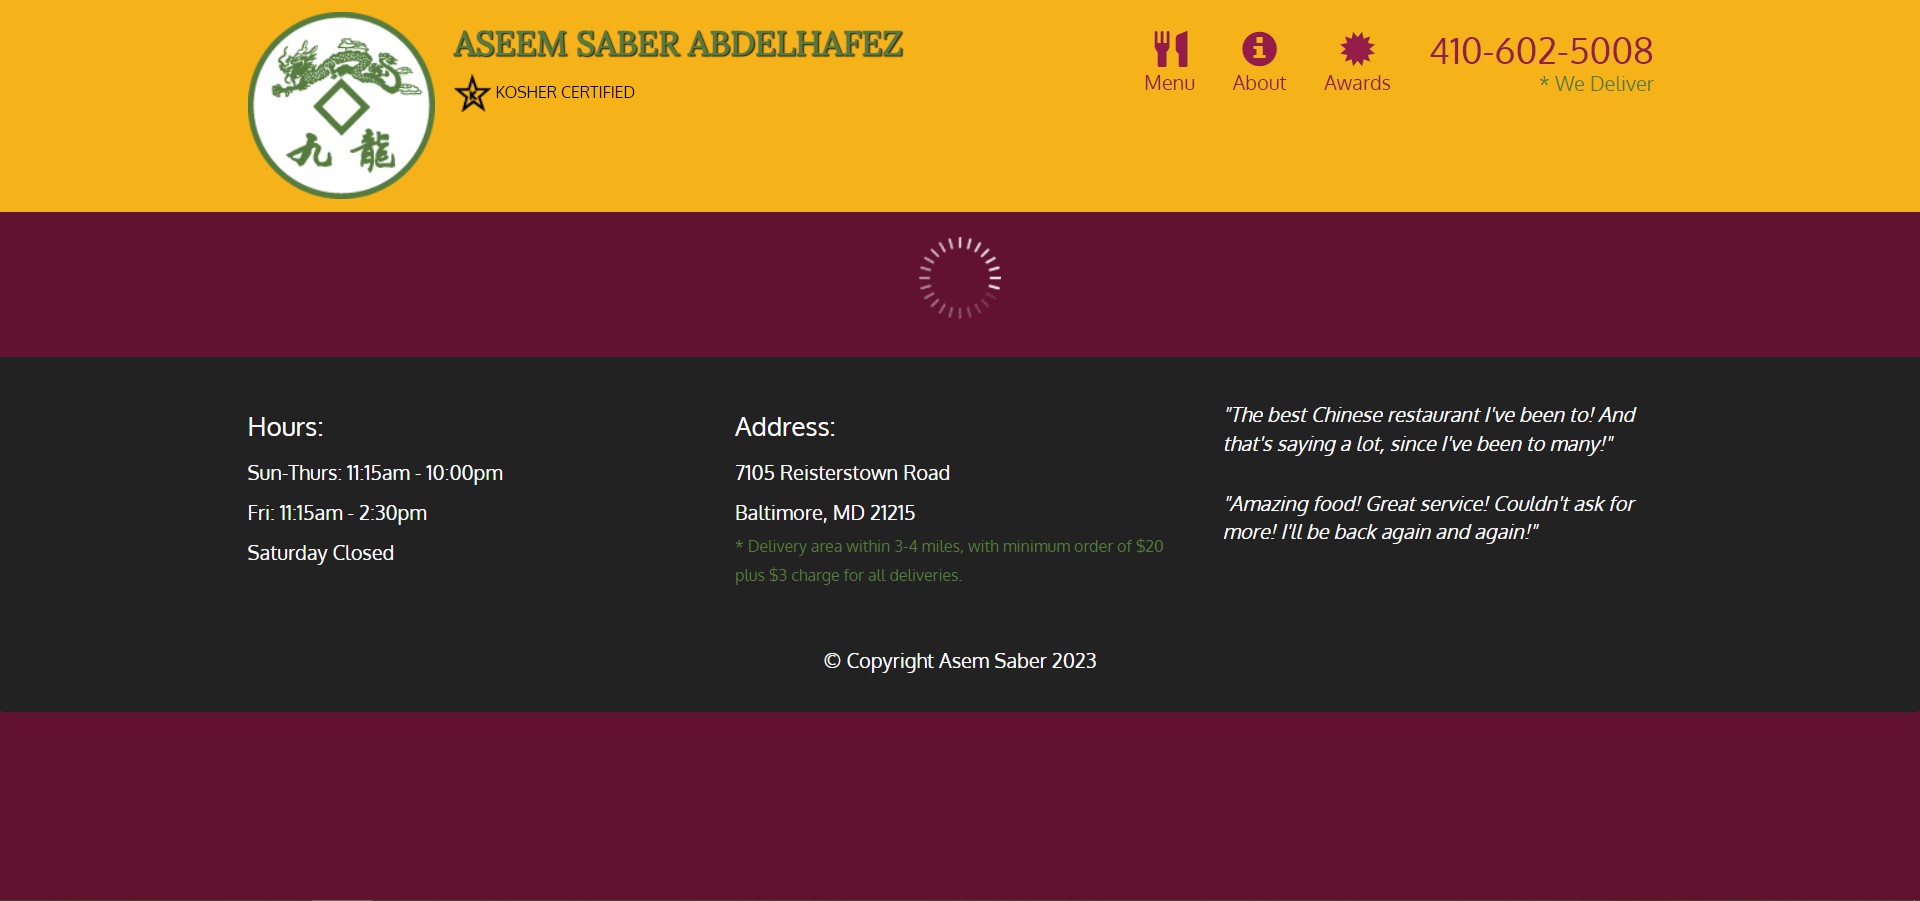 ASEEM SABER ABDELHAFEZ
K KOSHER CERTIFIED
九龍
Menu
About
Awards
410-602-5008
* We Deliver
Hours:
Sun-Thurs: 11:15am - 10:00pm
Fri: 11:15am - 2:30pm
Saturday Closed
Address:
7105 Reisterstown Road
Baltimore, MD 21215
* Delivery area within 3-4 miles, with minimum order of $20
plus $3 charge for all deliveries.
"The best Chinese restaurant I've been to! And
that's saying a lot, since I've been to many!"
"Amazing food! Great service! Couldn't ask for
more! I'll be back again and again!"
© Copyright Asem Saber 2023